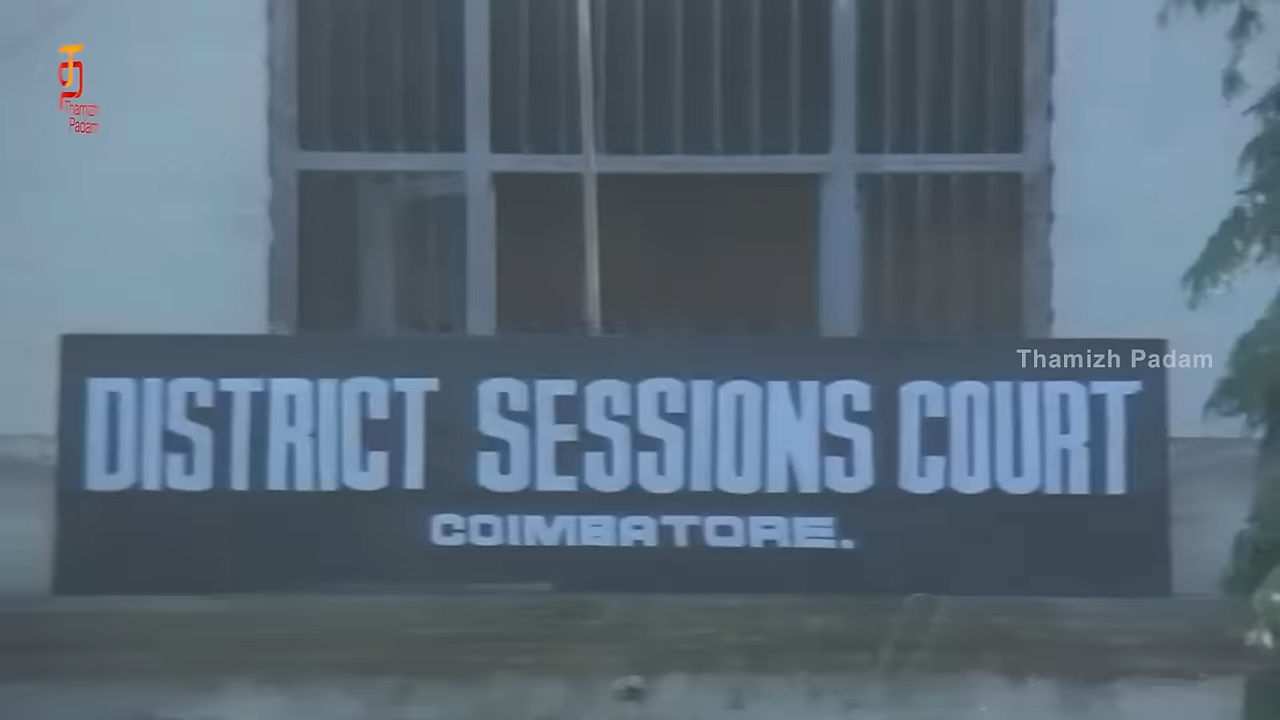 த
Thamizh
Padam
Thamizh Padam
DISTRICT SESSIONS COURT
COIMBATORE.